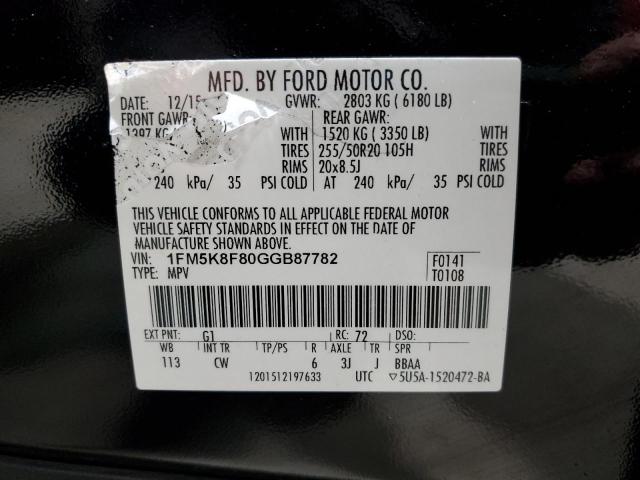 MFD. BY FORD MOTOR CO.
DATE: 12/15 GVWR: 2803 KG ( 6180 LB)
FRONT GAWR: REAR GAWR:
1397 KG WITH 1520 KG ( 3350 LB)
TIRES 255/50R20 105H
RIMS 20x8.5J
240 kPa/ 35 PSI COLD AT 240 kPa/ 35 PSI COLD
THIS VEHICLE CONFORMS TO ALL APPLICABLE FEDERAL MOTOR
VEHICLE SAFETY STANDARDS IN EFFECT ON THE DATE OF
MANUFACTURE SHOWN ABOVE.
VIN: 1FM5K8F80GGB87782 F0141
TYPE: MPV T0108
EXT PNT: G1 RC: 72 DSO:
WB INT TR TP/PS R AXLE TR SPR
113 CW 6 3J J BBAA
1201512197633 UTC ▽5U5A-1520472-BA